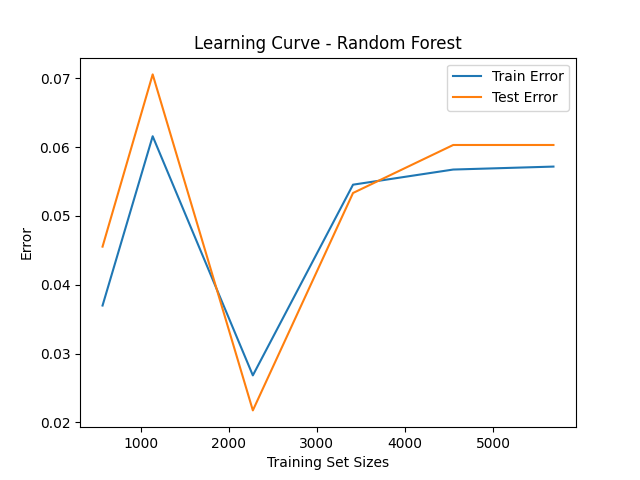 Learning Curve - Random Forest
Train Error
Test Error
0.07
0.06
0.05
0.04
0.03
0.02
Error
1000 2000 3000 4000 5000
Training Set Sizes